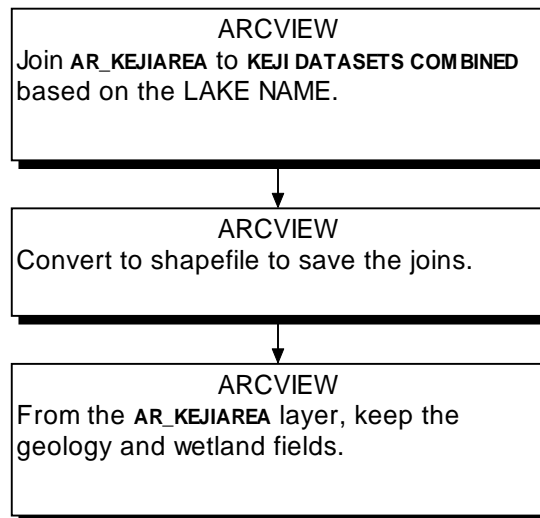 ARCVIEW
Join AR_KEJIAREA to KEJI DATASETS COMBINED
based on the LAKE NAME.
ARCVIEW
Convert to shapefile to save the joins.
ARCVIEW
From the AR_KEJIAREA layer, keep the
geology and wetland fields.